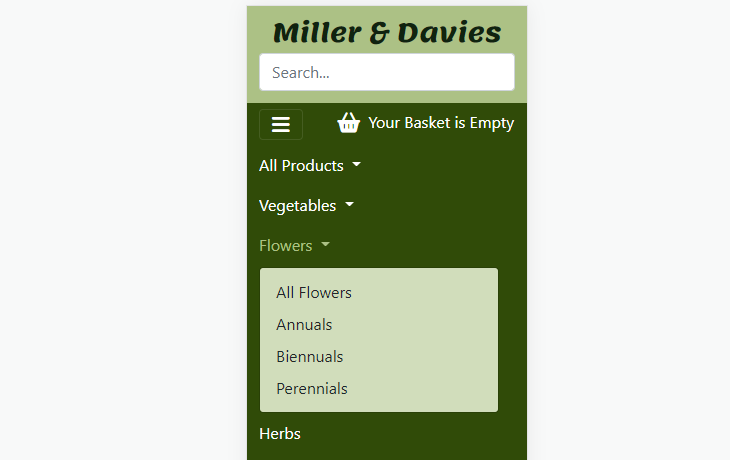 Miller & Davies
Search...
Your Basket is Empty
All Products
Vegetables
Flowers
All Flowers
Annuals
Biennuals
Perennials
Herbs